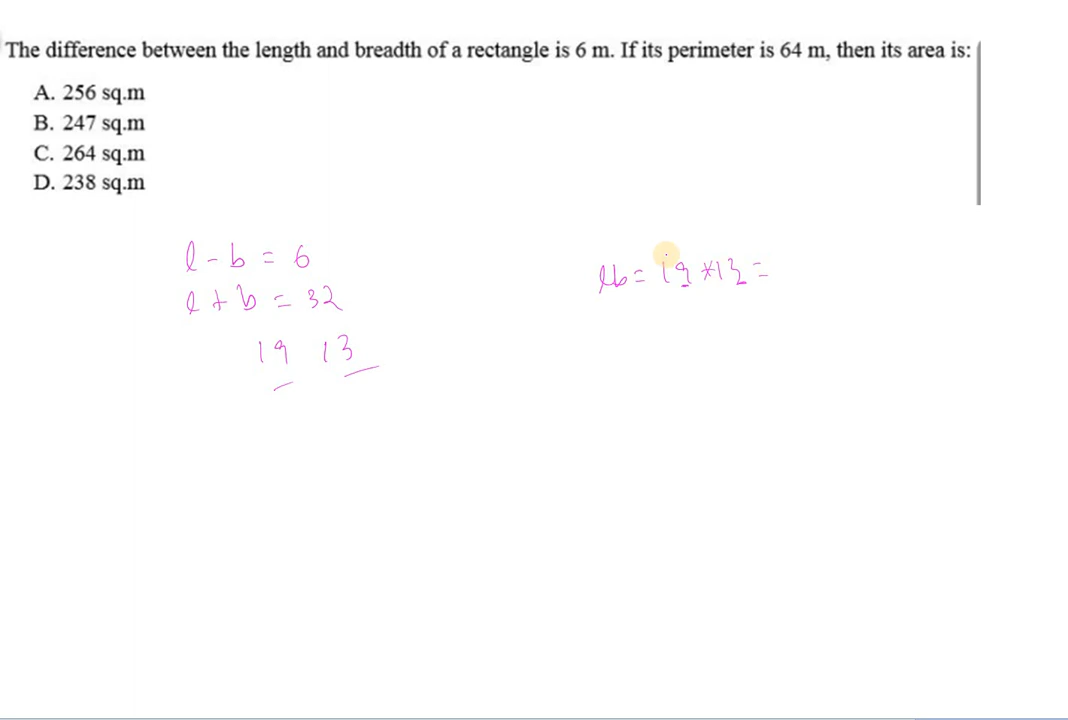 The difference between the length and breadth of a rectangle is 6 m. If its perimeter is 64 m, then its area is:
A. 256 sq.m
B. 247 sq.m
C. 264 sq.m
D. 238 sq.m
l - b = 6
l + b = 32
19 13
lb = 19 * 13 =